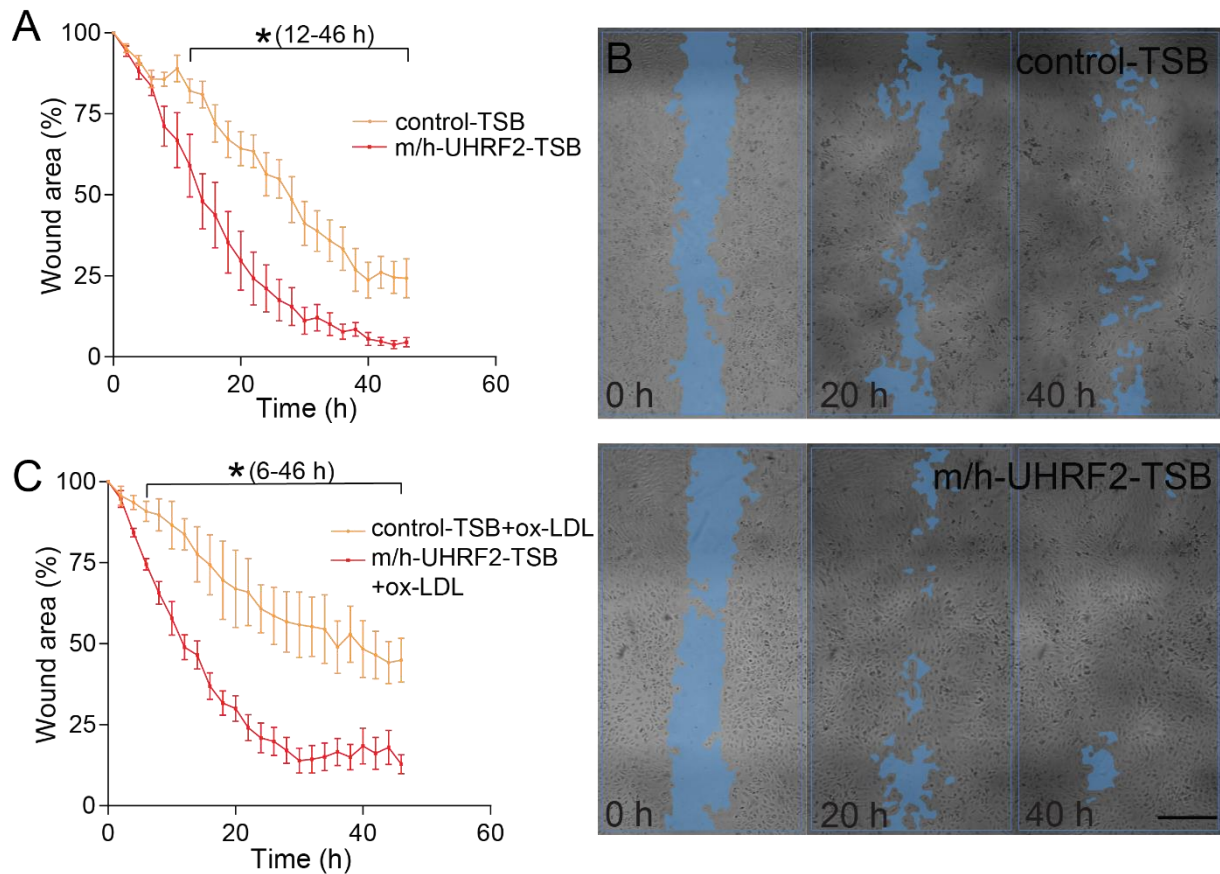 A
* (12-46 h)
100
75
50
25
0
Wound area (%)
control-TSB
m/h-UHRF2-TSB
0
20
40
60
Time (h)
B
control-TSB
0 h
20 h
40 h
C
* (6-46 h)
100
75
50
25
0
Wound area (%)
control-TSB+ox-LDL
m/h-UHRF2-TSB
+ox-LDL
0
20
40
60
Time (h)
m/h-UHRF2-TSB
0 h
20 h
40 h